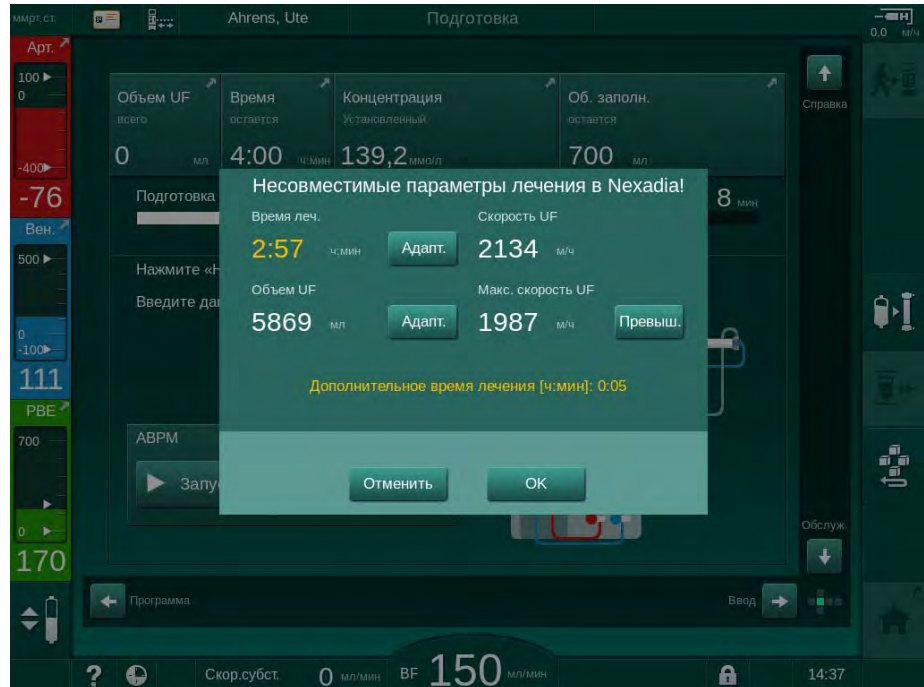 ммрт.ст.
Ahrens, Ute
Подготовка
0,0 м/ч
Арт.
100
0
-400
-76
Вен.
500
0
-100
111
PBE
700
0
170
Объем UF
всего
0 мл
Время
остается
4:00 ч:мин
Концентрация
Установленный
139,2 ммо/л
Об. заполн.
остается
700 мл
Справка
Подготовка
8 мин
Нажмите «Н
Введите да
Несовместимые параметры лечения в Nexadia!
Время леч.
2:57 ч:мин
Адапт.
Скорость UF
2134 м/ч
Объем UF
5869 мл
Адапт.
Макс. скорость UF
1987 м/ч
Превыш.
Дополнительное время лечения [ч:мин]: 0:05
Отменить
OK
ABPM
Запу
Обслуж.
Программа
Ввод
?
Скор.субст.
0 мл/мин
BF 150 мл/мин
14:37